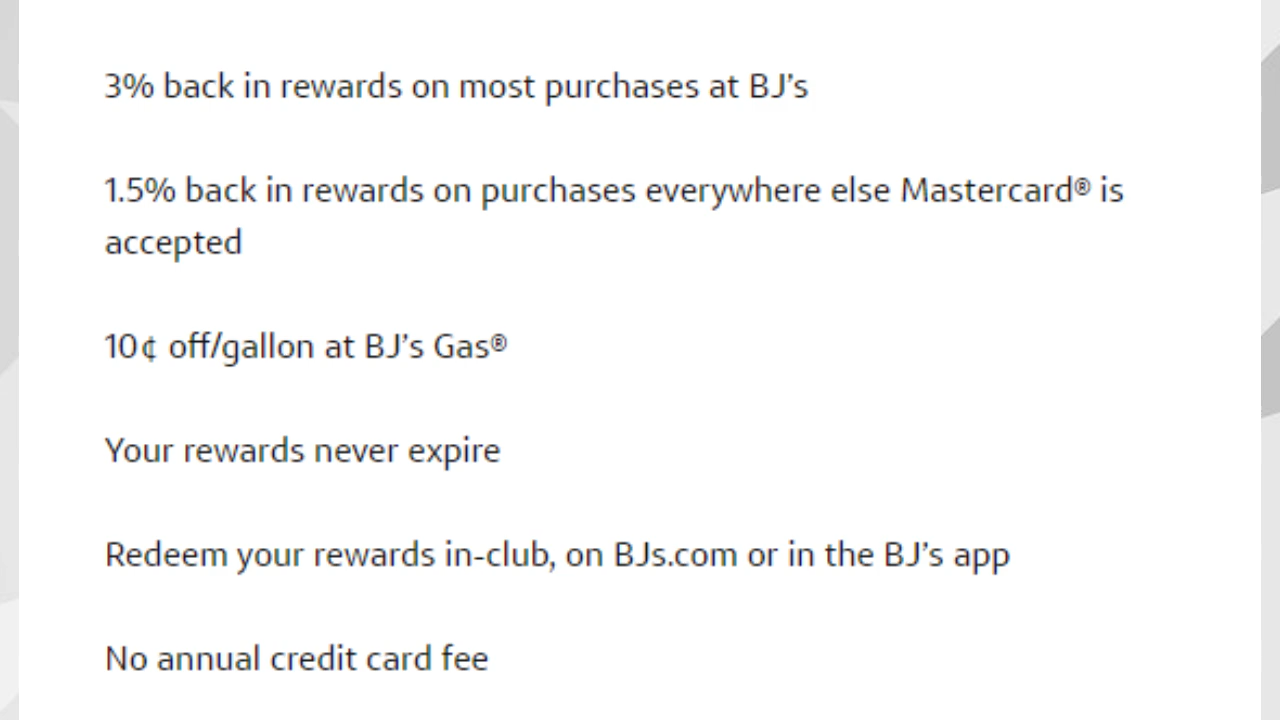 3% back in rewards on most purchases at BJ’s
1.5% back in rewards on purchases everywhere else Mastercard® is
accepted
10¢ off/gallon at BJ’s Gas®
Your rewards never expire
Redeem your rewards in-club, on BJs.com or in the BJ’s app
No annual credit card fee